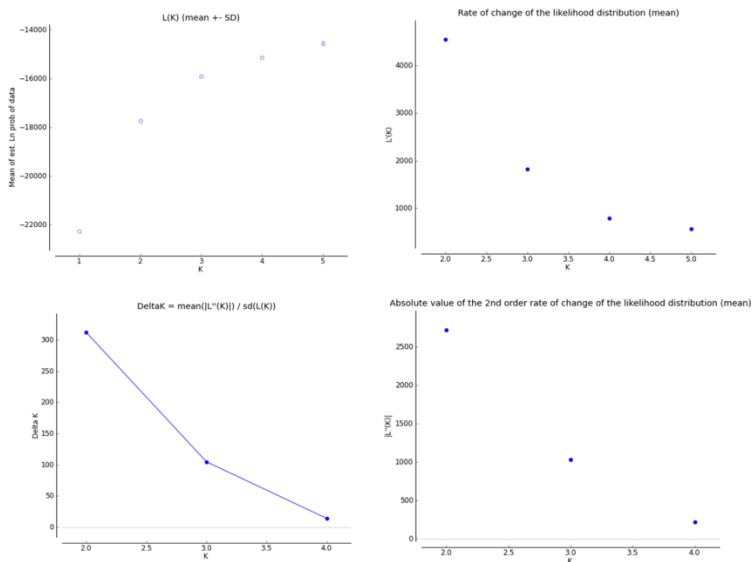 L(K) (mean +- SD)
−14000
−16000
−18000
−20000
−22000
Mean of est. Ln prob of data
1 2 3 4 5
K
Rate of change of the likelihood distribution (mean)
4000
3000
2000
1000
L'(K)
2.0 2.5 3.0 3.5 4.0 4.5 5.0
K
DeltaK = mean(|L''(K)|) / sd(L(K))
300
250
200
150
100
50
0
Delta K
2.0 2.5 3.0 3.5 4.0
K
Absolute value of the 2nd order rate of change of the likelihood distribution (mean)
2500
2000
1500
1000
500
0
|L''(K)|
2.0 2.5 3.0 3.5 4.0
K